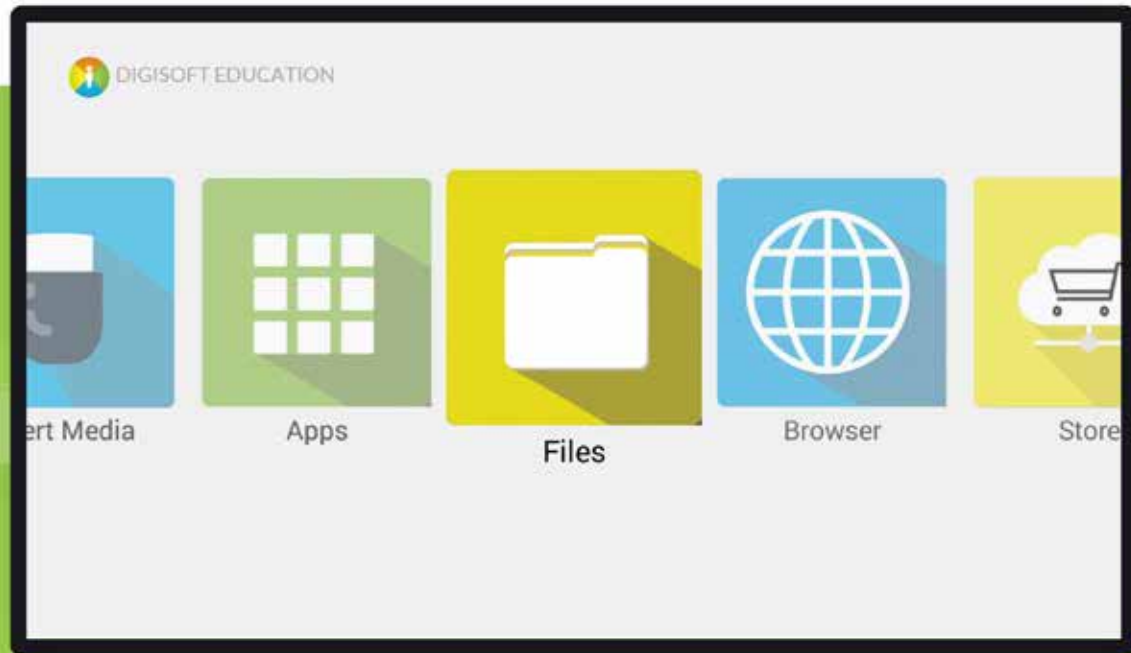 DIGISOFT EDUCATION
ert Media
Apps
Files
Browser
Store